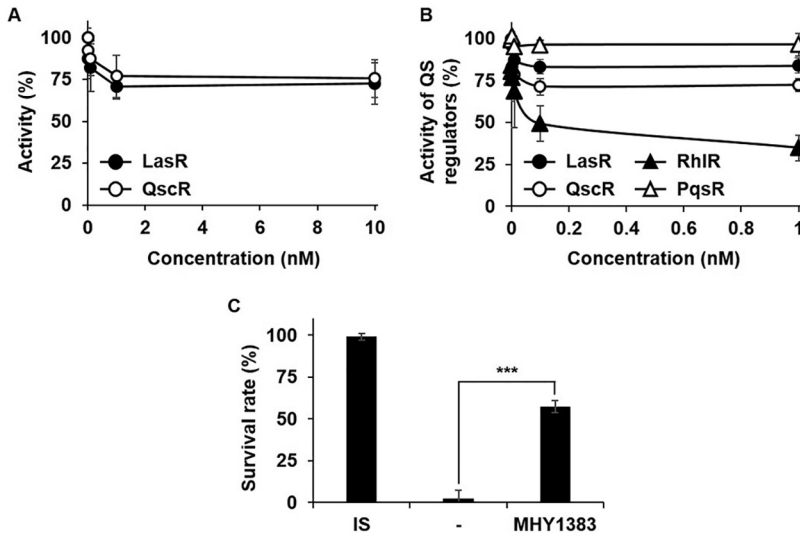 A
Activity (%)
100
75
50
25
0
LasR
QscR
0 2 4 6 8 10
Concentration (nM)
B
Activity of QS
regulators (%)
100
75
50
25
0
LasR RhlR
QscR PqsR
0 0.2 0.4 0.6 0.8 1
Concentration (nM)
C
Survival rate (%)
100
75
50
25
0
***
IS - MHY1383